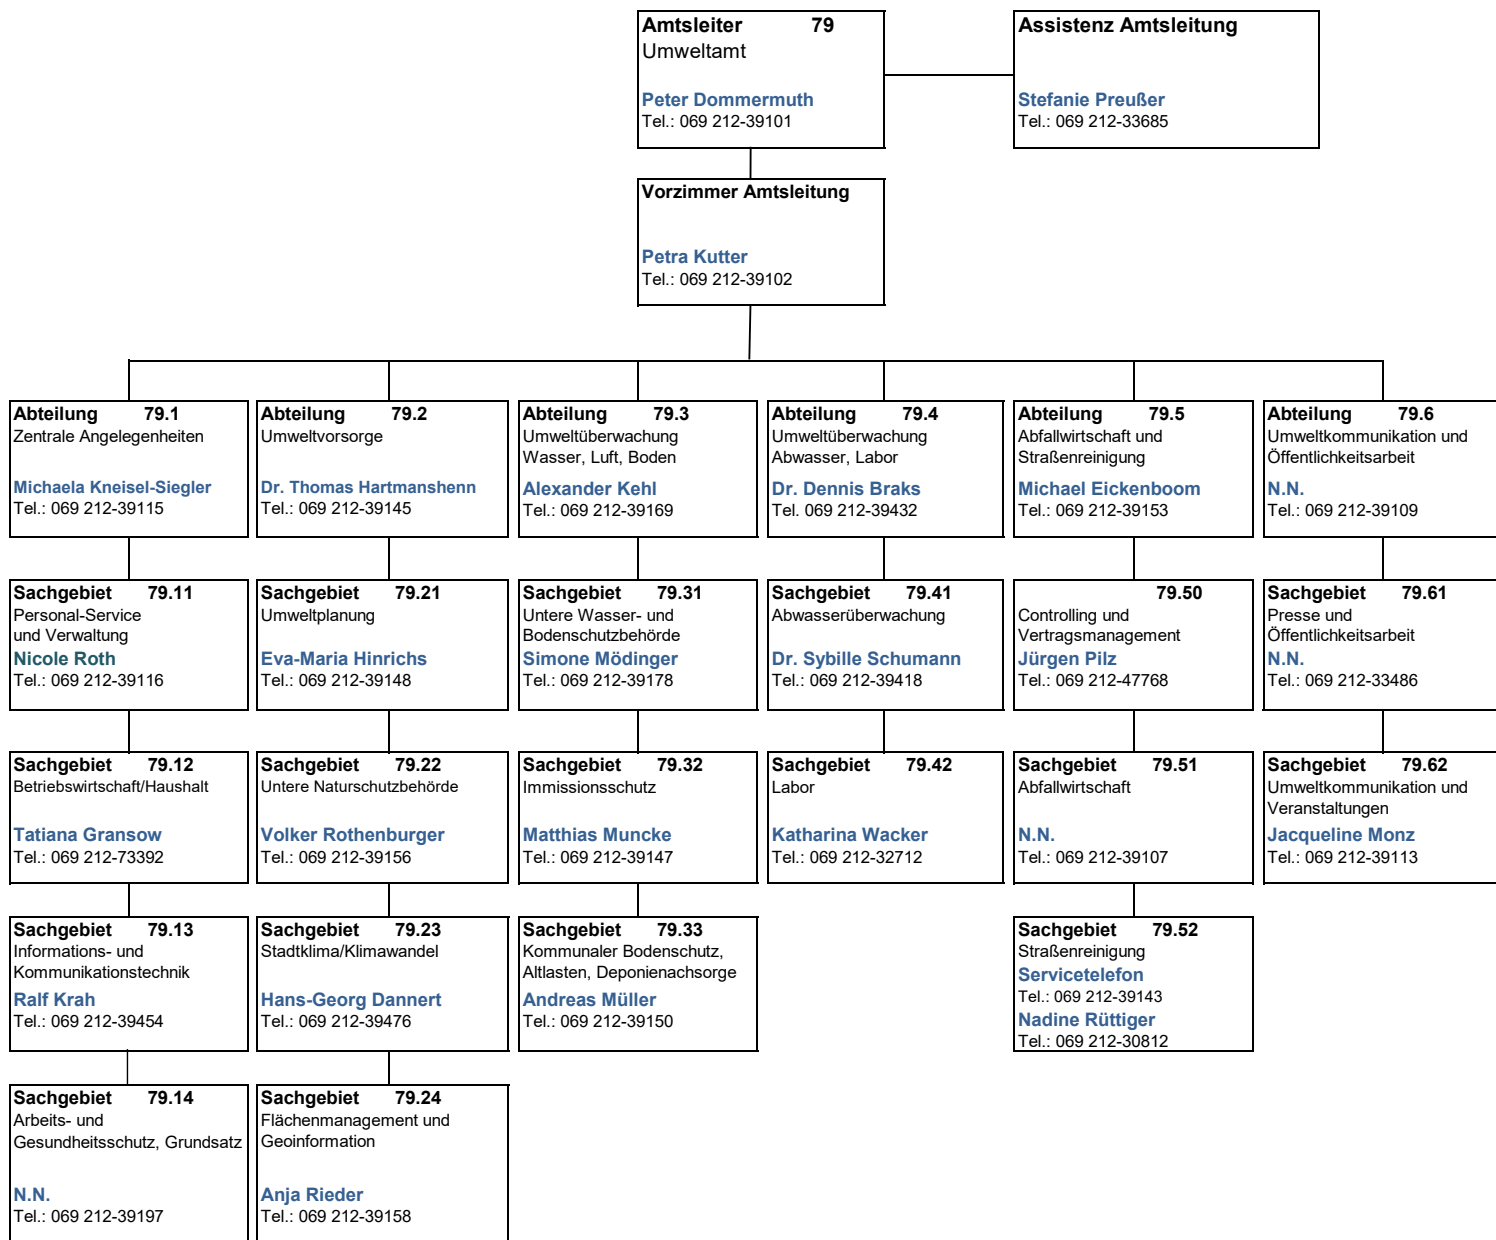 Amtsleiter 79
Umweltamt
Peter Dommermuth
Tel.: 069 212-39101
Assistenz Amtsleitung
Stefanie Preußer
Tel.: 069 212-33685
Vorzimmer Amtsleitung
Petra Kutter
Tel.: 069 212-39102
Abteilung 79.1
Zentrale Angelegenheiten
Michaela Kneisel-Siegler
Tel.: 069 212-39115
Abteilung 79.2
Umweltvorsorge
Dr. Thomas Hartmanshenn
Tel.: 069 212-39145
Abteilung 79.3
Umweltüberwachung
Wasser, Luft, Boden
Alexander Kehl
Tel.: 069 212-39169
Abteilung 79.4
Umweltüberwachung
Abwasser, Labor
Dr. Dennis Braks
Tel. 069 212-39432
Abteilung 79.5
Abfallwirtschaft und
Straßenreinigung
Michael Eickenboom
Tel.: 069 212-39153
Abteilung 79.6
Umweltkommunikation und
Öffentlichkeitsarbeit
N.N.
Tel.: 069 212-39109
Sachgebiet 79.11
Personal-Service
und Verwaltung
Nicole Roth
Tel.: 069 212-39116
Sachgebiet 79.21
Umweltplanung
Eva-Maria Hinrichs
Tel.: 069 212-39148
Sachgebiet 79.31
Untere Wasser- und
Bodenschutzbehörde
Simone Mödinger
Tel.: 069 212-39178
Sachgebiet 79.41
Abwasserüberwachung
Dr. Sybille Schumann
Tel.: 069 212-39418
79.50
Controlling und
Vertragsmanagement
Jürgen Pilz
Tel.: 069 212-47768
Sachgebiet 79.61
Presse und
Öffentlichkeitsarbeit
N.N.
Tel.: 069 212-33486
Sachgebiet 79.12
Betriebswirtschaft/Haushalt
Tatiana Gransow
Tel.: 069 212-73392
Sachgebiet 79.22
Untere Naturschutzbehörde
Volker Rothenburger
Tel.: 069 212-39156
Sachgebiet 79.32
Immissionsschutz
Matthias Muncke
Tel.: 069 212-39147
Sachgebiet 79.42
Labor
Katharina Wacker
Tel.: 069 212-32712
Sachgebiet 79.51
Abfallwirtschaft
N.N.
Tel.: 069 212-39107
Sachgebiet 79.62
Umweltkommunikation und
Veranstaltungen
Jacqueline Monz
Tel.: 069 212-39113
Sachgebiet 79.13
Informations- und
Kommunikationstechnik
Ralf Krah
Tel.: 069 212-39454
Sachgebiet 79.23
Stadtklima/Klimawandel
Hans-Georg Dannert
Tel.: 069 212-39476
Sachgebiet 79.33
Kommunaler Bodenschutz,
Altlasten, Deponienachsorge
Andreas Müller
Tel.: 069 212-39150
Sachgebiet 79.52
Straßenreinigung
Servicetelefon
Tel.: 069 212-39143
Nadine Rüttiger
Tel.: 069 212-30812
Sachgebiet 79.14
Arbeits- und
Gesundheitsschutz, Grundsatz
N.N.
Tel.: 069 212-39197
Sachgebiet 79.24
Flächenmanagement und
Geoinformation
Anja Rieder
Tel.: 069 212-39158